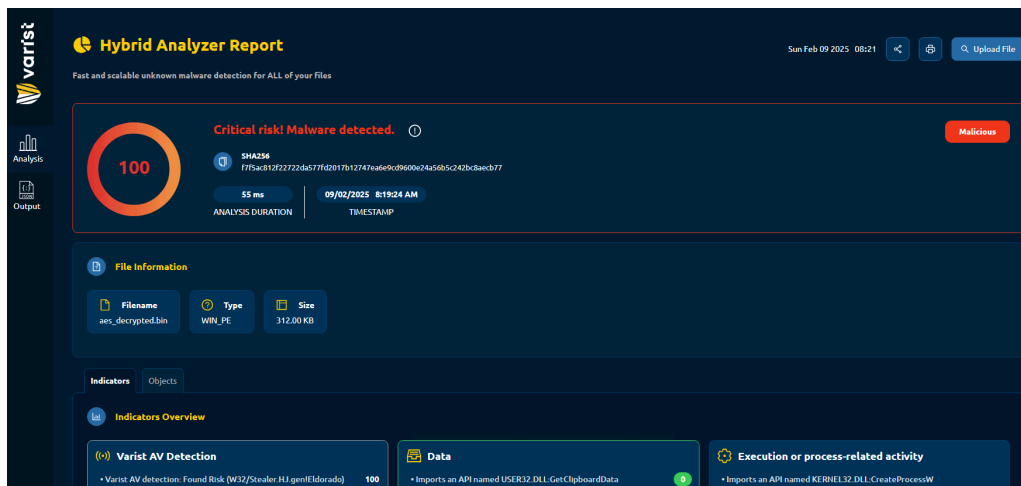 varist
Hybrid Analyzer Report
Sun Feb 09 2025 08:21
Upload File
Fast and scalable unknown malware detection for ALL of your files
Analysis
Output
Critical risk! Malware detected.
Malicious
100
SHA256
f7f5ac812f22722da577fd2017b12747ea6e9cd9600e24a56b5c242bc8aecb77
55 ms
09/02/2025 8:19:24 AM
ANALYSIS DURATION
TIMESTAMP
File Information
Filename
aes_decrypted.bin
Type
WIN_PE
Size
312.00 KB
Indicators
Objects
Indicators Overview
Varist AV Detection
• Varist AV detection: Found Risk (W32/Stealer.HJ.gen!Eldorado) 100
Data
• Imports an API named USER32.DLL:GetClipboardData 0
Execution or process-related activity
• Imports an API named KERNEL32.DLL:CreateProcessW